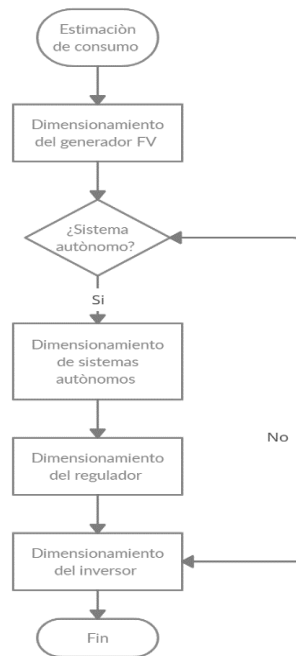 Estimaciòn
de consumo
Dimensionamiento
del generador FV
¿Sistema
autònomo?
Si
Dimensionamiento
de sistemas
autònomos
No
Dimensionamiento
del regulador
Dimensionamiento
del inversor
Fin